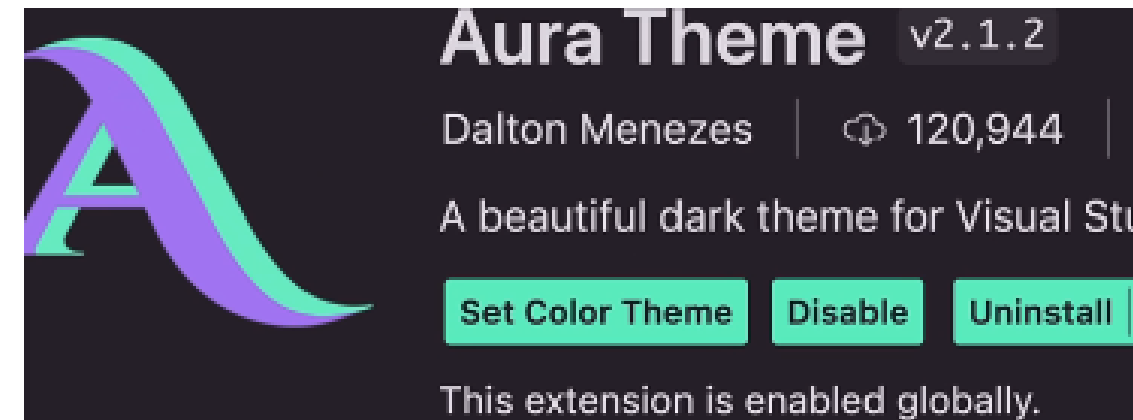 Aura Theme v2.1.2
Dalton Menezes 120,944
A beautiful dark theme for Visual Stu
Set Color Theme Disable Uninstall
This extension is enabled globally.